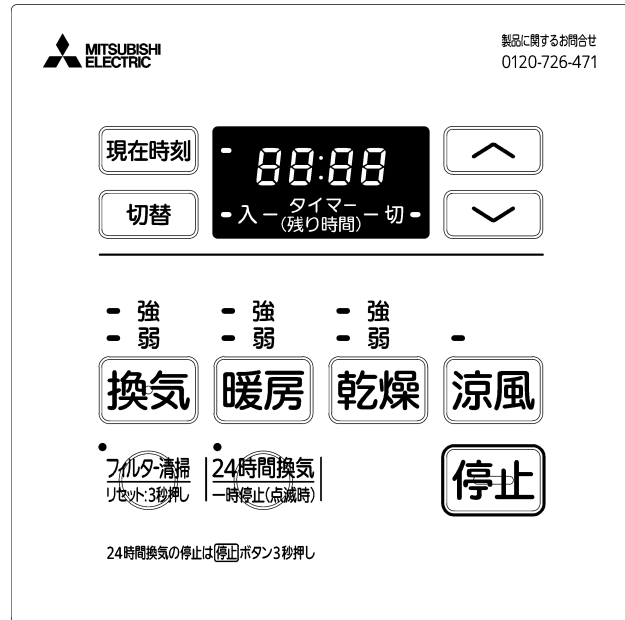 MITSUBISHI
ELECTRIC
製品に関するお問合せ
0120-726-471
現在時刻
88:88
切替
入 タイマー 切
(残り時間)
強 強 強
弱 弱 弱
換気 暖房 乾燥 涼風
フィルター清掃 24時間換気
リセット:3秒押し 一時停止(点滅時)
停止
24時間換気の停止は停止ボタン3秒押し